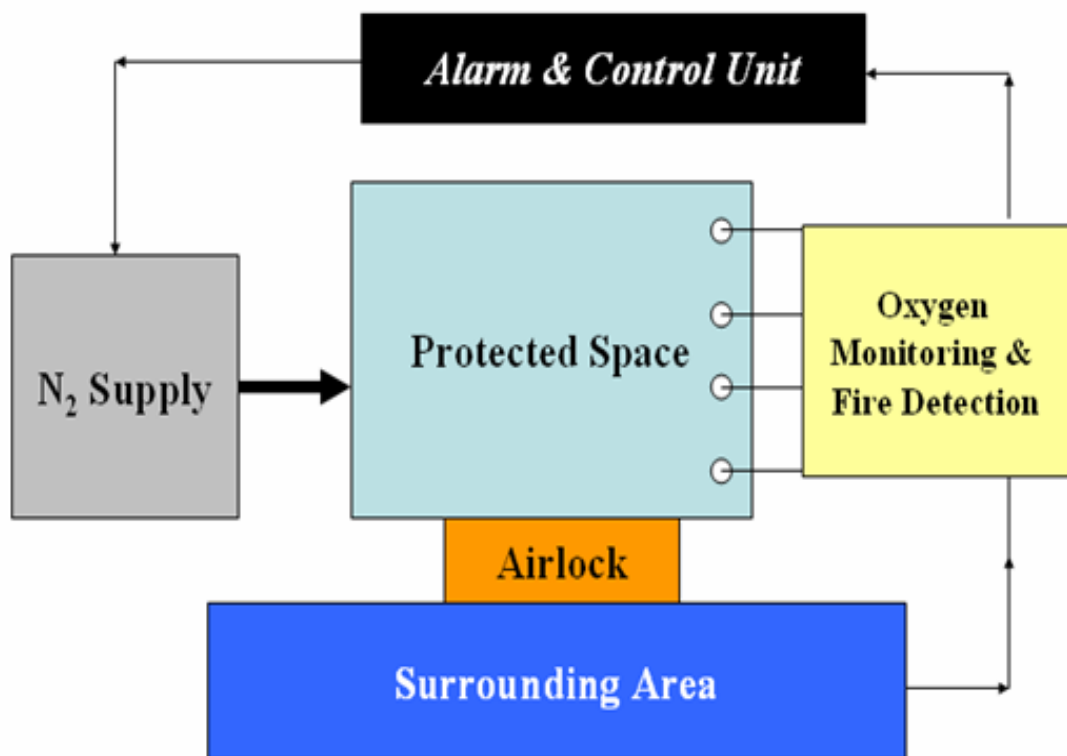 Alarm & Control Unit
N₂ Supply
Protected Space
Oxygen
Monitoring &
Fire Detection
Airlock
Surrounding Area